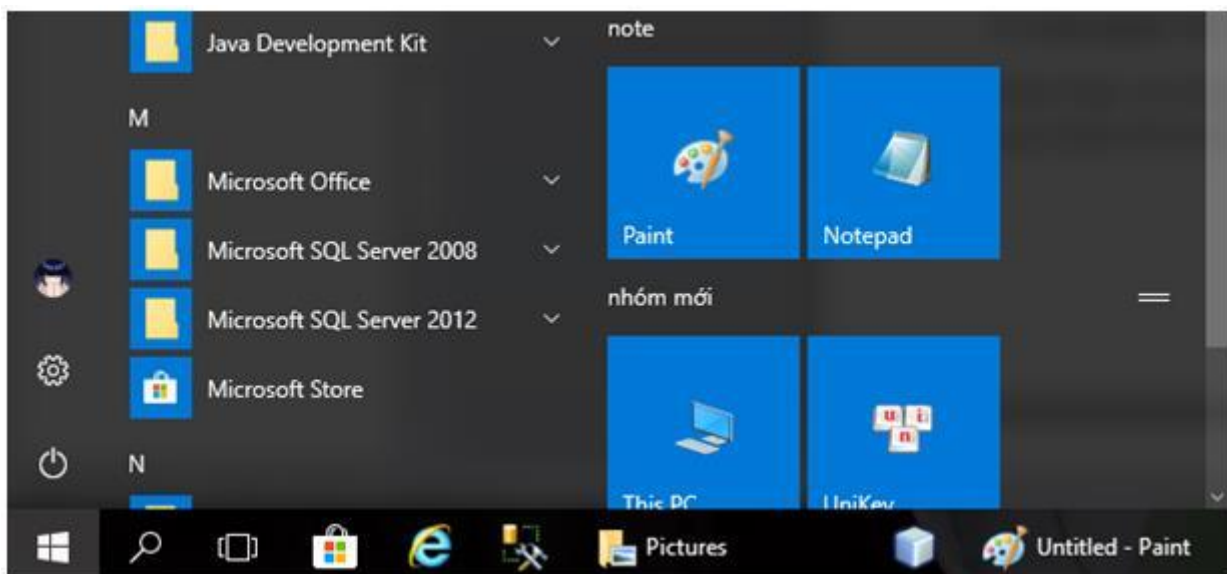 Java Development Kit
M
Microsoft Office
Microsoft SQL Server 2008
Microsoft SQL Server 2012
Microsoft Store
N
note
Paint
Notepad
nhóm mới
This PC
UniKey
u i n
Pictures
Untitled - Paint